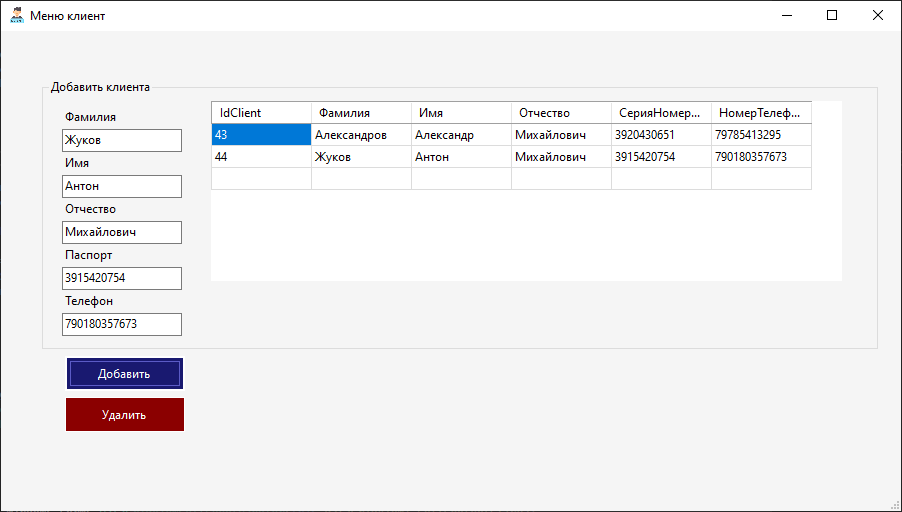 Меню клиент
Добавить клиента
Фамилия
Жуков
Имя
Антон
Отчество
Михайлович
Паспорт
3915420754
Телефон
790180357673
IdClient Фамилия Имя Отчество СерияНомер... НомерТелеф...
43 Александров Александр Михайлович 3920430651 79785413295
44 Жуков Антон Михайлович 3915420754 790180357673
Добавить
Удалить